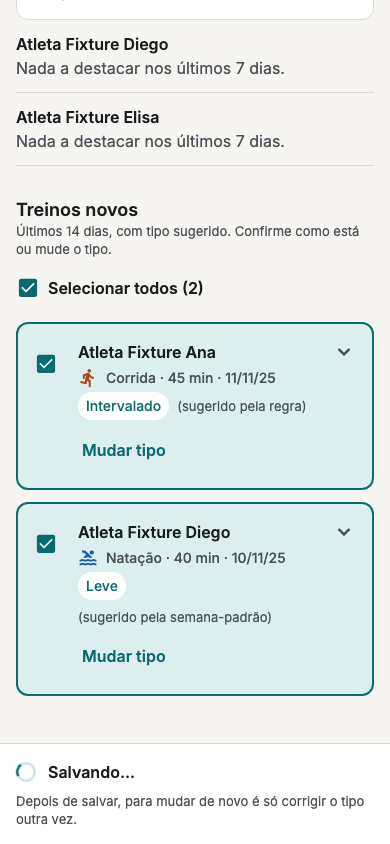 Atleta Fixture Diego
Nada a destacar nos últimos 7 dias.
Atleta Fixture Elisa
Nada a destacar nos últimos 7 dias.
Treinos novos
Últimos 14 dias, com tipo sugerido. Confirme como está
ou mude o tipo.
Selecionar todos (2)
Atleta Fixture Ana
Corrida · 45 min · 11/11/25
Intervalado (sugerido pela regra)
Mudar tipo
Atleta Fixture Diego
Natação · 40 min · 10/11/25
Leve
(sugerido pela semana-padrão)
Mudar tipo
Salvando...
Depois de salvar, para mudar de novo é só corrigir o tipo
outra vez.